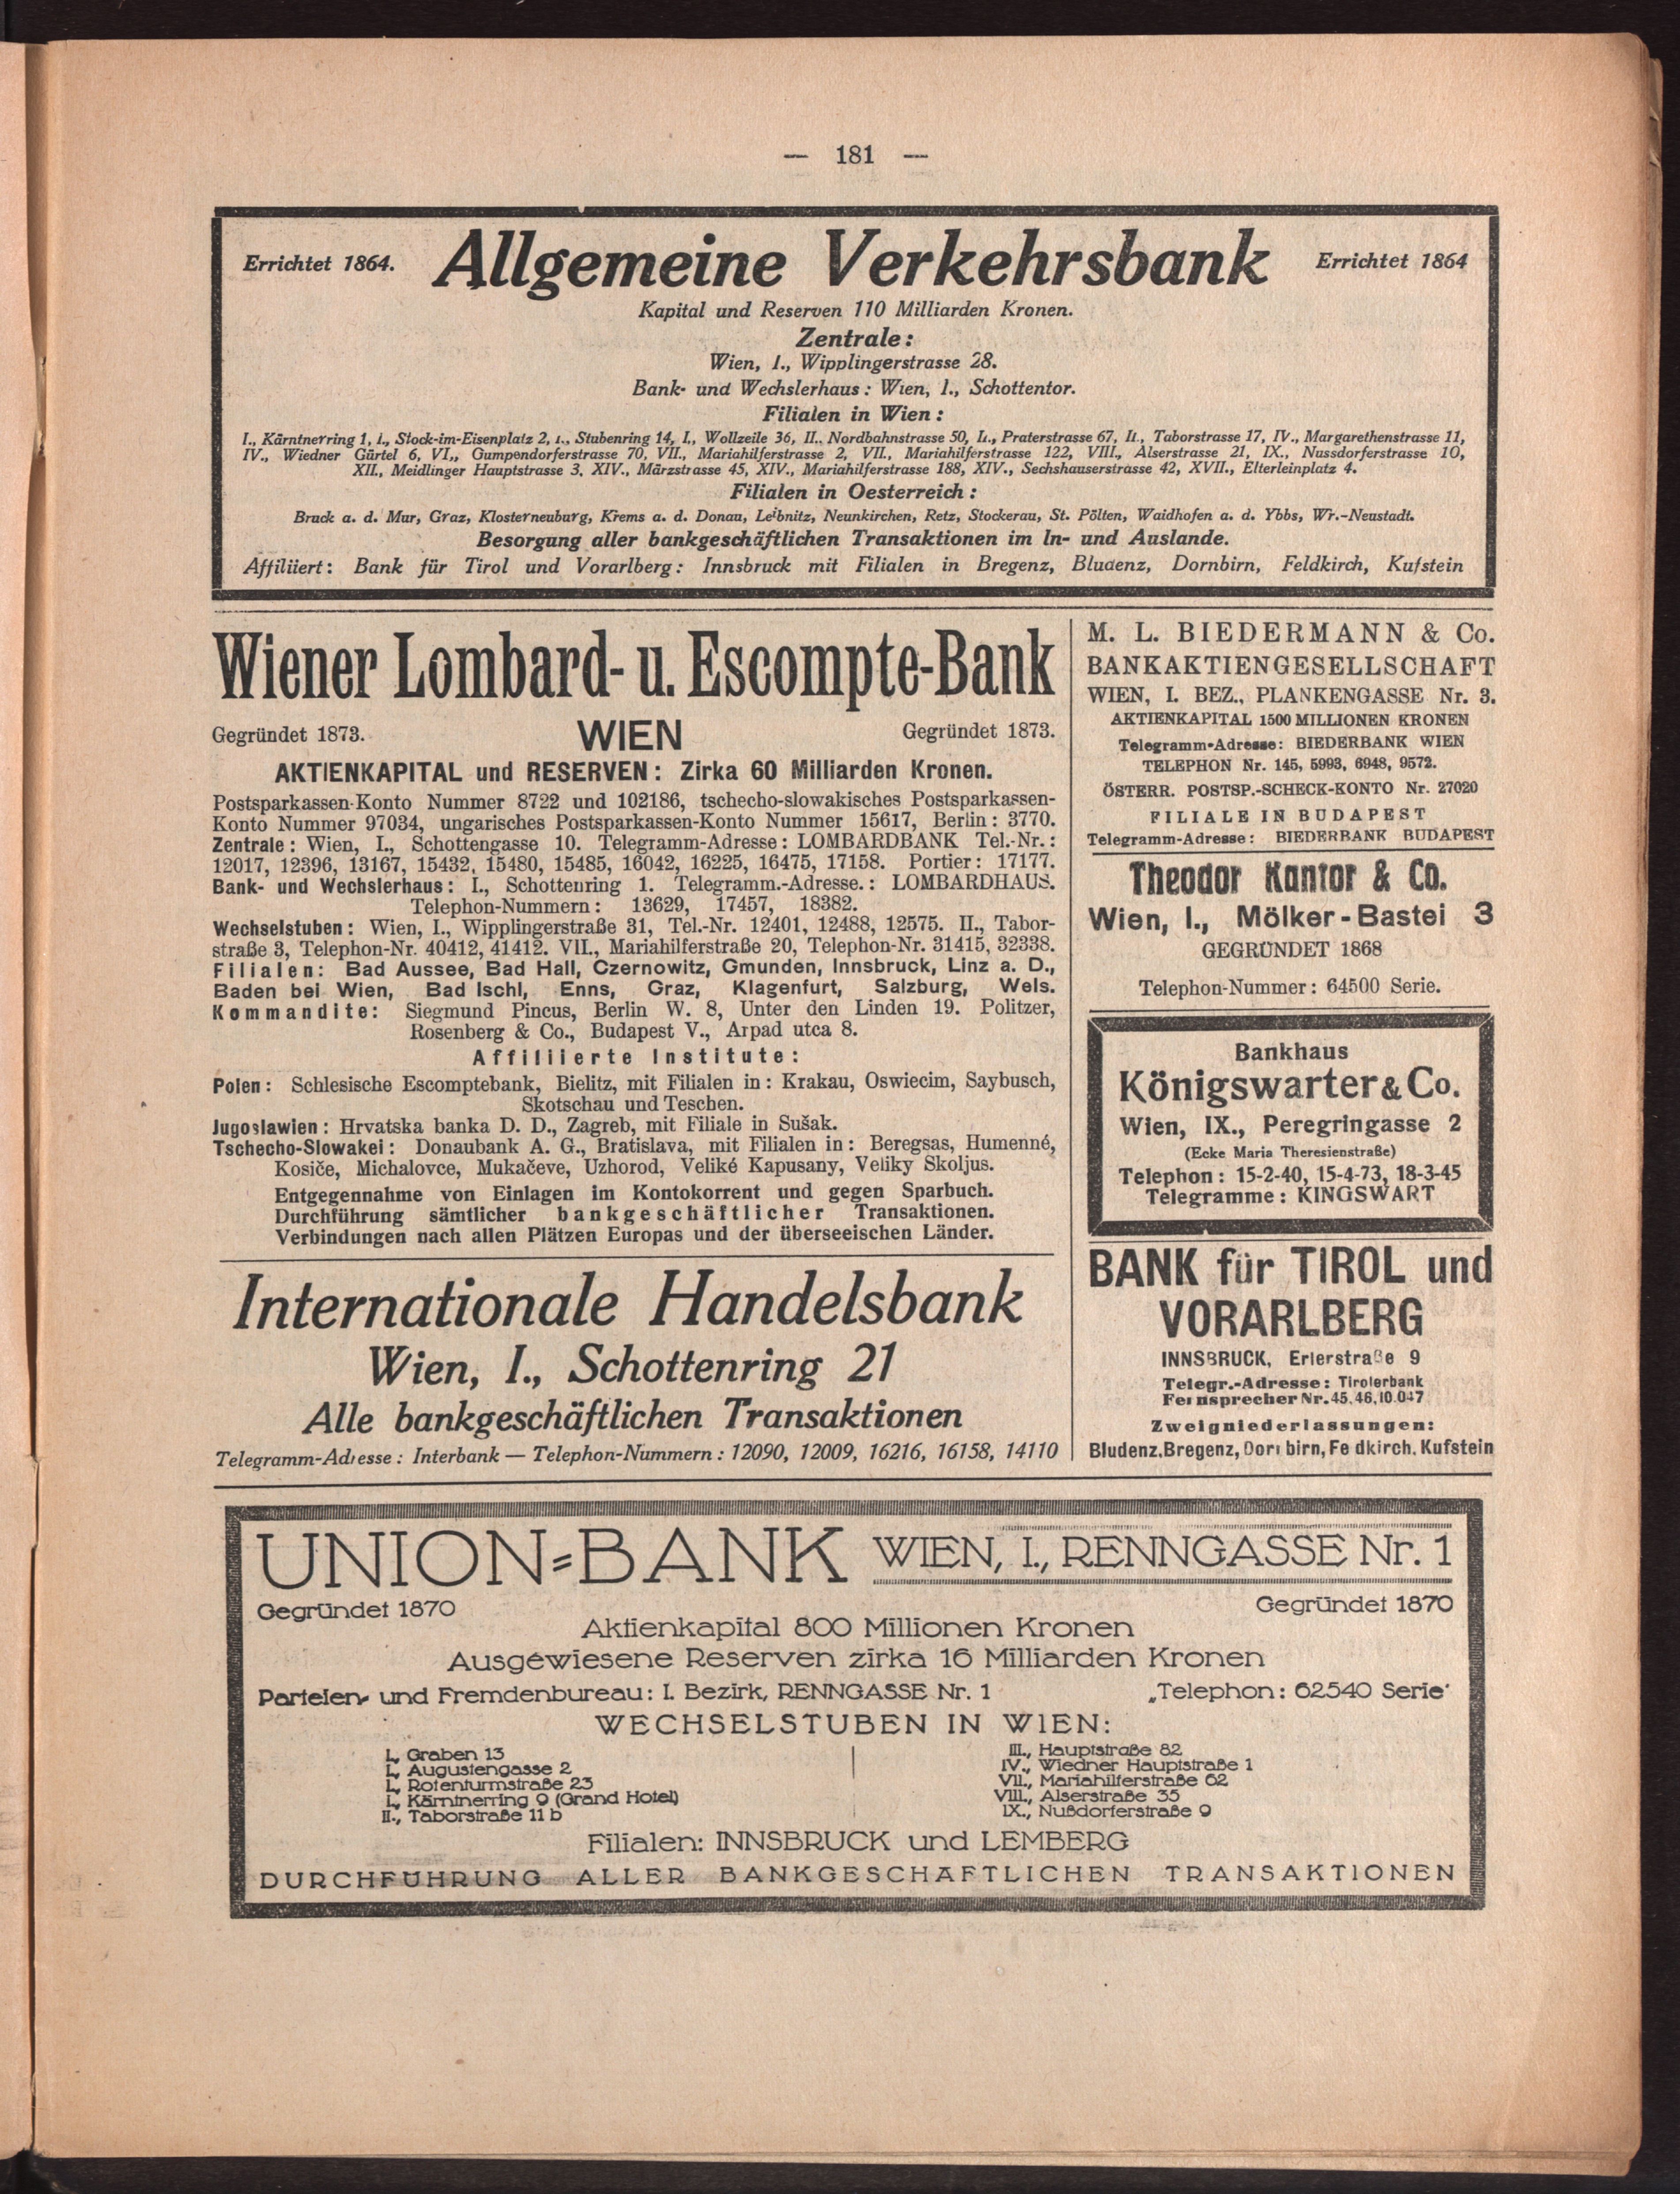 — 181 —
Errichtet 1864. Allgemeine Verkehrsbank Errichtet 1864
Kapital und Reserven 110 Milliarden Kronen.
Zentrale:
Wien, I., Wipplingerstrasse 28.
Bank- und Wechslerhaus: Wien, I., Schottentor.
Filialen in Wien:
I., Kärntnerring 1, I., Stock-im-Eisenplatz 2, I., Stubenring 14, I., Wollzeile 36, II., Nordbahnstrasse 50, II., Praterstrasse 67, II., Taborstrasse 17, IV., Margarethenstrasse 11,
IV., Wiedner Gürtel 6, VI., Gumpendorferstrasse 70, VII., Mariahilferstrasse 2, VII., Mariahilferstrasse 122, VIII., Alserstrasse 21, IX., Nussdorferstrasse 10,
XII., Meidlinger Hauptstrasse 3, XIV., Märzstrasse 45, XIV., Mariahilferstrasse 188, XIV., Sechshauserstrasse 42, XVII., Elterleinplatz 4.
Filialen in Oesterreich:
Bruck a. d. Mur, Graz, Klosterneuburg, Krems a. d. Donau, Leibnitz, Neunkirchen, Retz, Stockerau, St. Pölten, Waidhofen a. d. Ybbs, Wr.-Neustadt.
Besorgung aller bankgeschäftlichen Transaktionen im In- und Auslande.
Affiliiert: Bank für Tirol und Vorarlberg: Innsbruck mit Filialen in Bregenz, Bludenz, Dornbirn, Feldkirch, Kufstein
Wiener Lombard- u. Escompte-Bank
Gegründet 1873. WIEN Gegründet 1873.
AKTIENKAPITAL und RESERVEN: Zirka 60 Milliarden Kronen.
Postsparkassen-Konto Nummer 8722 und 102186, tschecho-slowakisches Postsparkassen-
Konto Nummer 97034, ungarisches Postsparkassen-Konto Nummer 15617, Berlin: 3770.
Zentrale: Wien, I., Schottengasse 10. Telegramm-Adresse: LOMBARDBANK Tel.-Nr.:
12017, 12396, 13167, 15432, 15480, 15485, 16042, 16225, 16475, 17158. Portier: 17177.
Bank- und Wechslerhaus: I., Schottenring 1. Telegramm.-Adresse.: LOMBARDHAUS.
Telephon-Nummern: 13629, 17457, 18382.
Wechselstuben: Wien, I., Wipplingerstraße 31, Tel.-Nr. 12401, 12488, 12575. II., Tabor-
straße 3, Telephon-Nr. 40412, 41412. VII., Mariahilferstraße 20, Telephon-Nr. 31415, 32338.
Filialen: Bad Aussee, Bad Hall, Czernowitz, Gmunden, Innsbruck, Linz a. D.,
Baden bei Wien, Bad Ischl, Enns, Graz, Klagenfurt, Salzburg, Wels.
Kommandite: Siegmund Pincus, Berlin W. 8, Unter den Linden 19. Politzer,
Rosenberg & Co., Budapest V., Arpad utca 8.
Affiliierte Institute:
Polen: Schlesische Escomptebank, Bielitz, mit Filialen in: Krakau, Oswiecim, Saybusch,
Skotschau und Teschen.
Jugoslawien: Hrvatska banka D. D., Zagreb, mit Filiale in Sušak.
Tschecho-Slowakei: Donaubank A. G., Bratislava, mit Filialen in: Beregsas, Humenné,
Kosiče, Michalovce, Mukačeve, Uzhorod, Veliké Kapusany, Veliky Skoljus.
Entgegennahme von Einlagen im Kontokorrent und gegen Sparbuch.
Durchführung sämtlicher bankgeschäftlicher Transaktionen.
Verbindungen nach allen Plätzen Europas und der überseeischen Länder.
Internationale Handelsbank
Wien, I., Schottenring 21
Alle bankgeschäftlichen Transaktionen
Telegramm-Adresse: Interbank — Telephon-Nummern: 12090, 12009, 16216, 16158, 14110
M. L. BIEDERMANN & Co.
BANKAKTIENGESELLSCHAFT
WIEN, I. BEZ., PLANKENGASSE Nr. 3.
AKTIENKAPITAL 1500 MILLIONEN KRONEN
Telegramm-Adresse: BIEDERBANK WIEN
TELEPHON Nr. 145, 5993, 6948, 9572.
ÖSTERR. POSTSP.-SCHECK-KONTO Nr. 27020
FILIALE IN BUDAPEST
Telegramm-Adresse: BIEDERBANK BUDAPEST
Theodor Kantor & Co.
Wien, I., Mölker-Bastei 3
GEGRÜNDET 1868
Telephon-Nummer: 64500 Serie.
Bankhaus
Königswarter & Co.
Wien, IX., Peregringasse 2
(Ecke Maria Theresienstraße)
Telephon: 15-2-40, 15-4-73, 18-3-45
Telegramme: KINGSWART
BANK für TIROL und
VORARLBERG
INNSBRUCK, Erlerstraße 9
Telegr.-Adresse: Tirolerbank
Fernsprecher Nr. 45, 46, 10.047
Zweigniederlassungen:
Bludenz, Bregenz, Dornbirn, Feldkirch, Kufstein
UNION=BANK WIEN, I., RENNGASSE Nr. 1
Gegründet 1870 Gegründet 1870
Aktienkapital 800 Millionen Kronen
Ausgewiesene Reserven zirka 16 Milliarden Kronen
Parteien- und Fremdenbureau: I. Bezirk, RENNGASSE Nr. 1 „Telephon: 62540 Serie"
WECHSELSTUBEN IN WIEN:
I., Graben 13
I., Augustengasse 2
I., Rotenturmstraße 23
I., Kärntnerring 9 (Grand Hotel)
II., Taborstraße 11 b
III., Hauptstraße 82
IV., Wiedner Hauptstraße 1
VII., Mariahilferstraße 62
VIII., Alserstraße 35
IX., Nußdorferstraße 9
Filialen: INNSBRUCK und LEMBERG
DURCHFÜHRUNG ALLER BANKGESCHÄFTLICHEN TRANSAKTIONEN